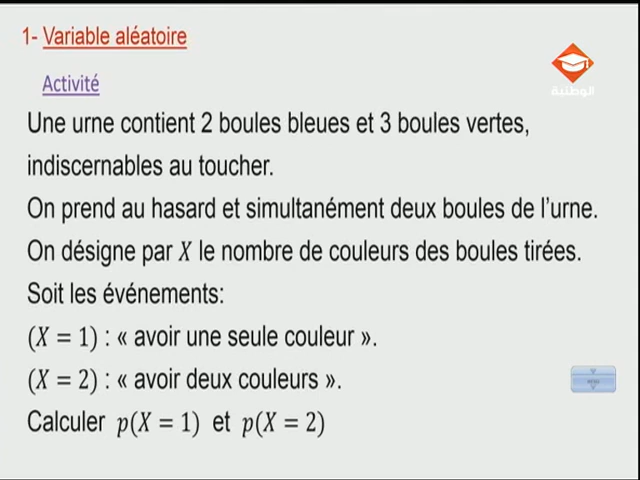 1- Variable aléatoire
الوطنية
Activité
Une urne contient 2 boules bleues et 3 boules vertes,
indiscernables au toucher.
On prend au hasard et simultanément deux boules de l’urne.
On désigne par X le nombre de couleurs des boules tirées.
Soit les événements:
(X = 1) : « avoir une seule couleur ».
(X = 2) : « avoir deux couleurs ».
Calculer p(X = 1) et p(X = 2)